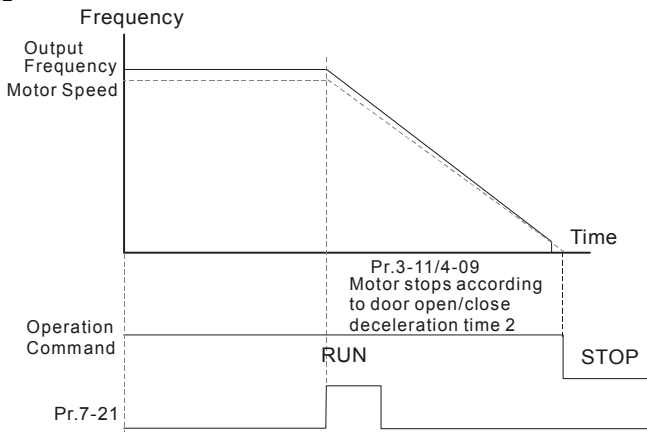 Frequency
Output
Frequency
Motor Speed
Time
Pr.3-11/4-09
Motor stops according
to door open/close
deceleration time 2
Operation
Command
RUN
STOP
Pr.7-21